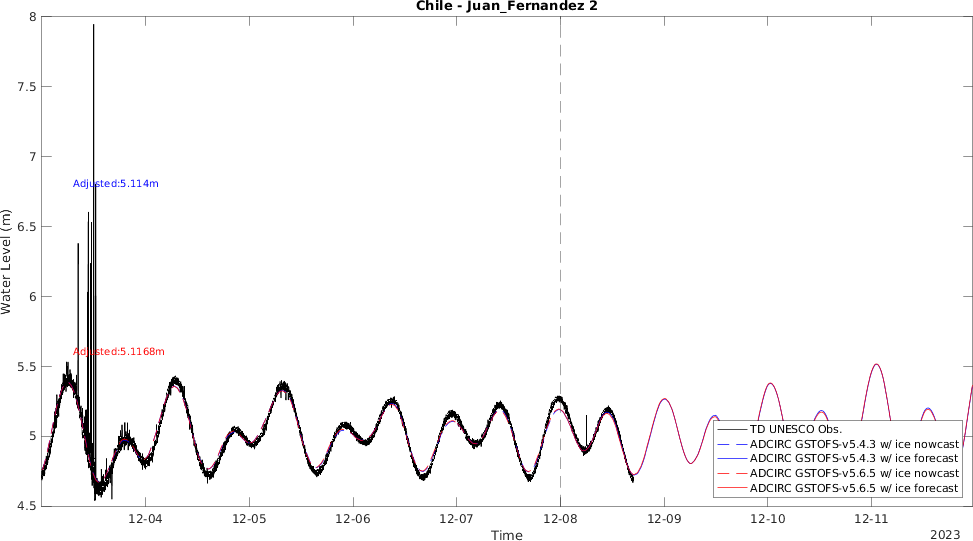 Chile - Juan_Fernandez 2
8
7.5
7
6.5
6
5.5
5
4.5
Water Level (m)
Adjusted:5.114m
Adjusted:5.1168m
TD UNESCO Obs.
ADCIRC GSTOFS-v5.4.3 w/ ice nowcast
ADCIRC GSTOFS-v5.4.3 w/ ice forecast
ADCIRC GSTOFS-v5.6.5 w/ ice nowcast
ADCIRC GSTOFS-v5.6.5 w/ ice forecast
12-04 12-05 12-06 12-07 12-08 12-09 12-10 12-11
Time
2023